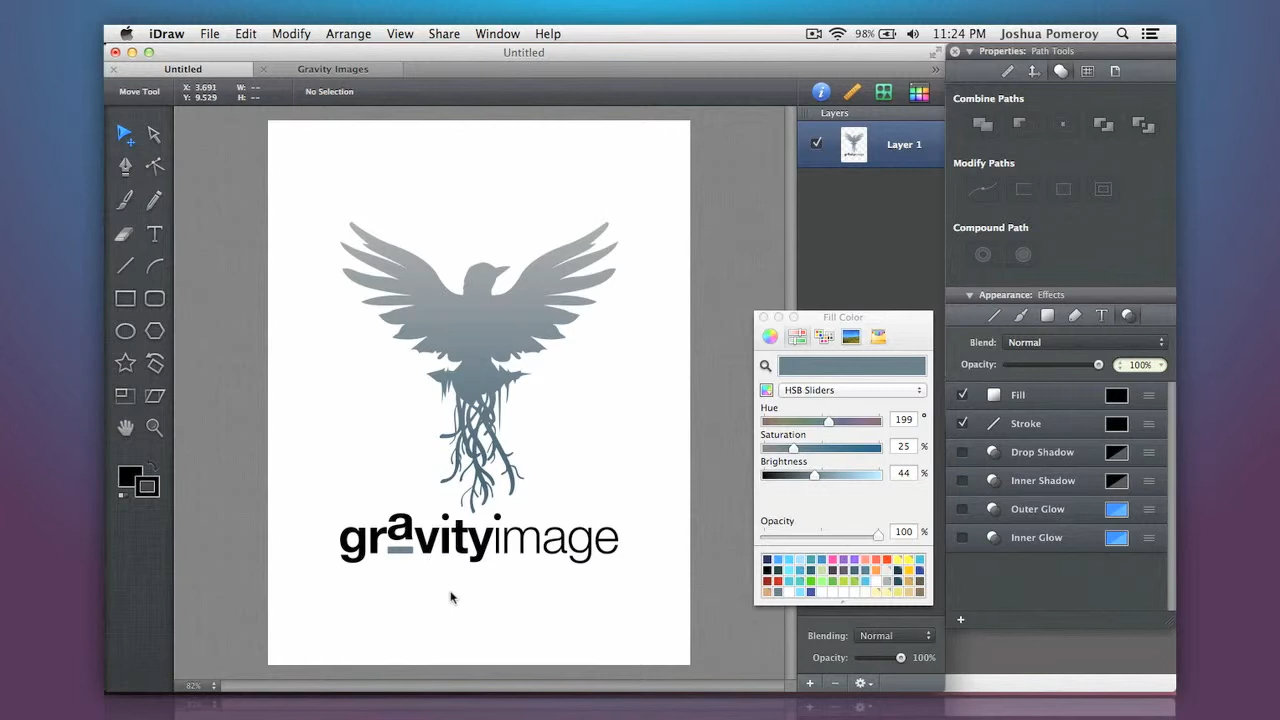 iDraw File Edit Modify Arrange View Share Window Help 98% 11:24 PM Joshua Pomeroy
Untitled
Untitled Gravity Images
Move Tool X: 3.691 W: -- No Selection
Y: 9.529 H: --
Layers
Layer 1
Properties: Path Tools
Combine Paths
Modify Paths
Compound Path
Appearance: Effects
Blend: Normal
Opacity: 100%
Fill
Stroke
Drop Shadow
Inner Shadow
Outer Glow
Inner Glow
Fill Color
HSB Sliders
Hue
199 °
Saturation
25 %
Brightness
44 %
Opacity
100 %
T
T
gravityimage
Blending: Normal
Opacity: 100%
82%